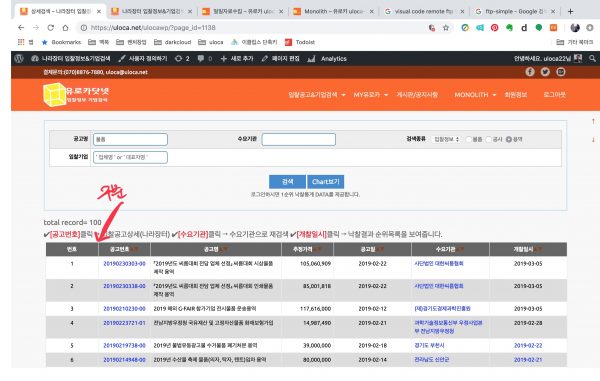 상세검색 – 나라장터 입찰
나라장터 입찰정보&기업검색
일일자료수집 – 유로카
Monolith – 유로카
visual code remote ftp
ftp-simple - Google 검색
https://uloca.net/ulocawp/?page_id=1138
앱 Bookmarks 맥북 캔버창업 darkcloud uloca 이클립스 단축키 Todoist 기타 북마크
나라장터 입찰정보&기업검색 사용자 정의하기 2 0 새로 추가 페이지 편집 Analytics 안녕하세요, uloca22님
결제문의:(070)8876-7880, uloca@uloca.net
유로카닷넷
입찰정보 기업검색
입찰공고&기업검색 MY유로카 게시판/공지사항 MONOLITH 회원정보 로그아웃
공고명 물품 수요기관 검색종류 입찰정보 물품 공사 용역
입찰기업 '업체명' or '대표자명'
검색 Chart보기
로그인하시면 1순위 낙찰통계 DATA를 제공합니다.
구분
total record= 100
✔[공고번호]클릭 입찰공고상세(나라장터) ✔[수요기관]클릭 → 수요기관으로 재검색 ✔[개찰일시]클릭 → 낙찰결과 순위목록을 보여줍니다.
번호 공고번호 공고명 추정가격 공고일 수요기관 개찰일시
1 20190230303-00 『2019년도 씨름대회 전담 업체 선정』 씨름대회 시상물품 제작 용역 105,060,909 2019-02-22 사단법인 대한씨름협회 2019-03-05
2 20190230338-00 『2019년도 씨름대회 전담 업체 선정』 씨름대회 인쇄물품 제작 용역 85,001,818 2019-02-22 사단법인 대한씨름협회 2019-03-05
3 20190210230-00 2019 해외 G-FAIR 참가기업 전시물품 운송용역 117,616,000 2019-02-12 (재)경기도경제과학진흥원 2019-03-05
4 20190223721-01 전남지방우정청 국유재산 및 고정자산물품 화재보험가입 14,987,490 2019-02-21 과학기술정보통신부 우정사업본부 전남지방우정청 2019-02-28
5 20190219738-00 2019년 불법유동광고물 수거물품 폐기처분 용역 39,000,000 2019-02-18 경기도 부천시 2019-02-22
6 20190214948-00 2019년 수산물 축제 물품(의자,탁자,텐트)임차 용역 80,000,000 2019-02-14 전라남도 신안군 2019-02-21